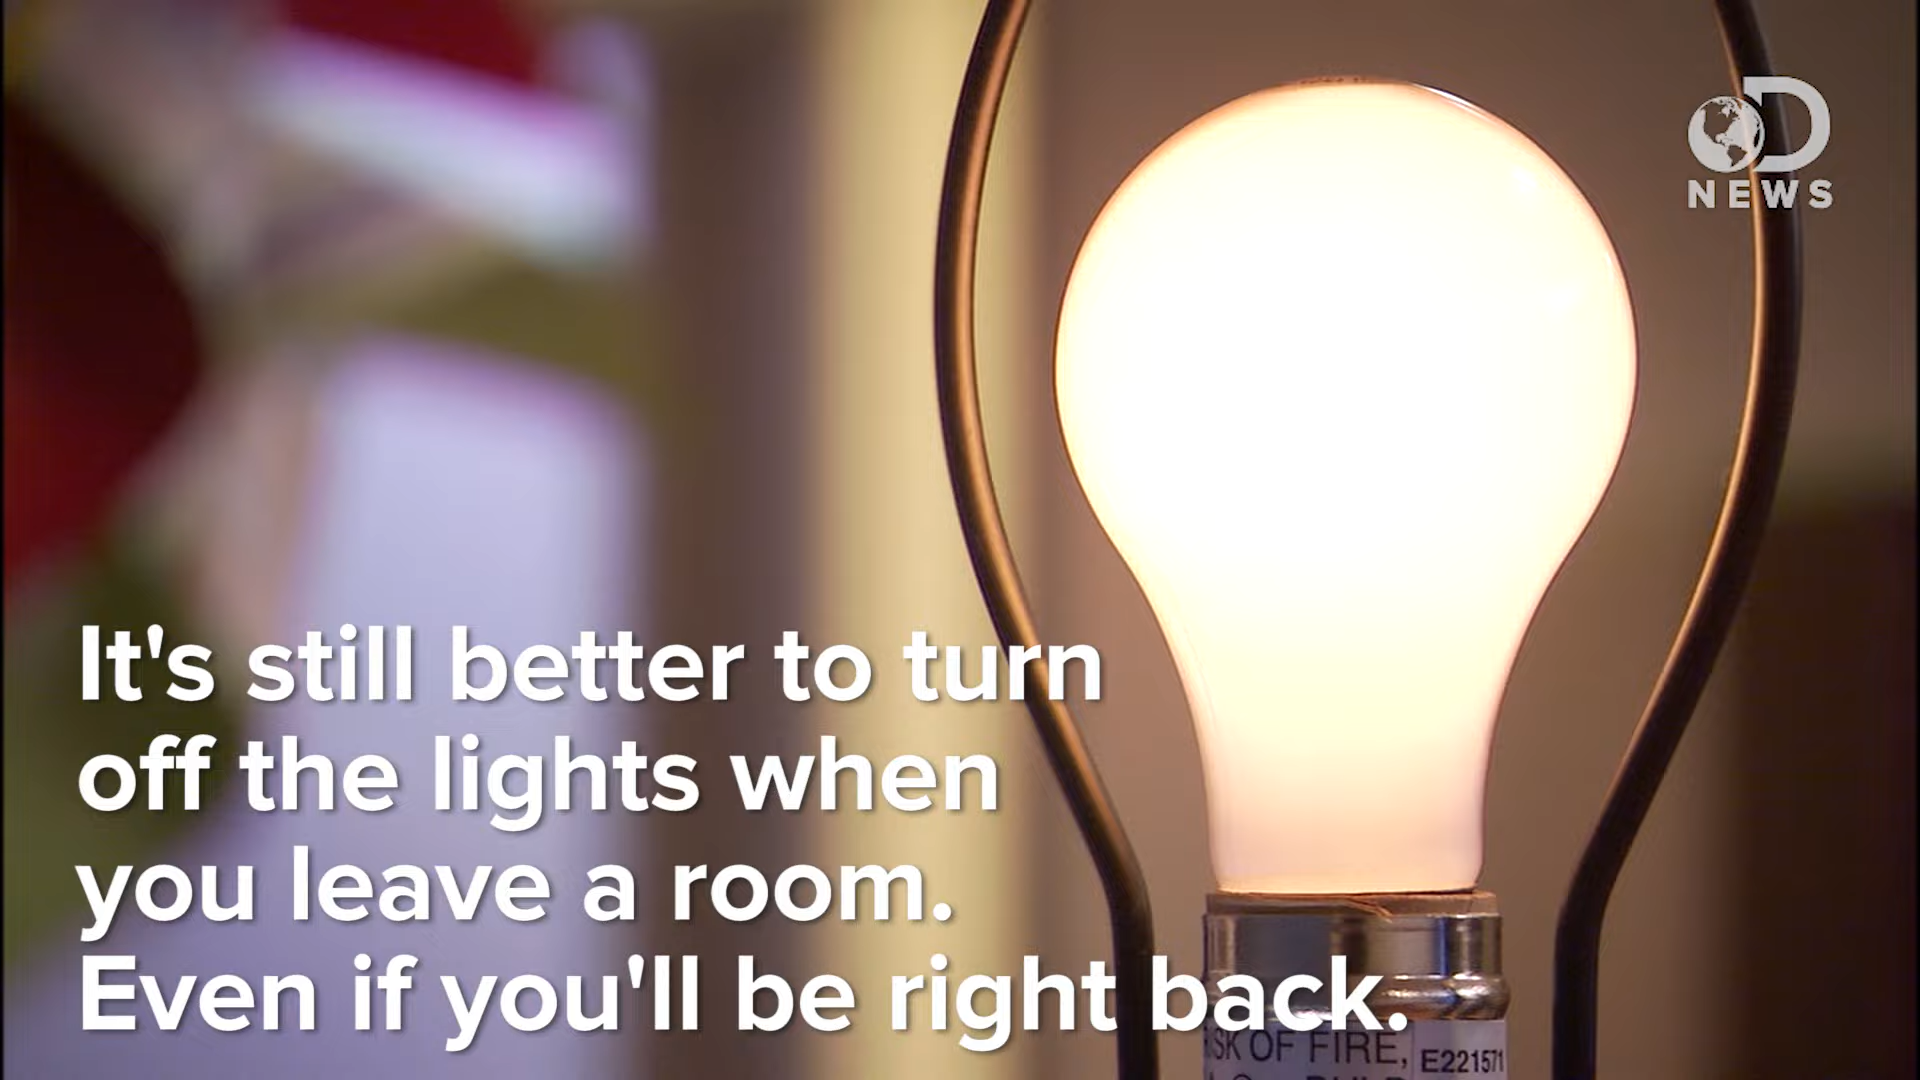 NEWS
It's still better to turn
off the lights when
you leave a room.
Even if you'll be right back.
SK OF FIRE,
E221571